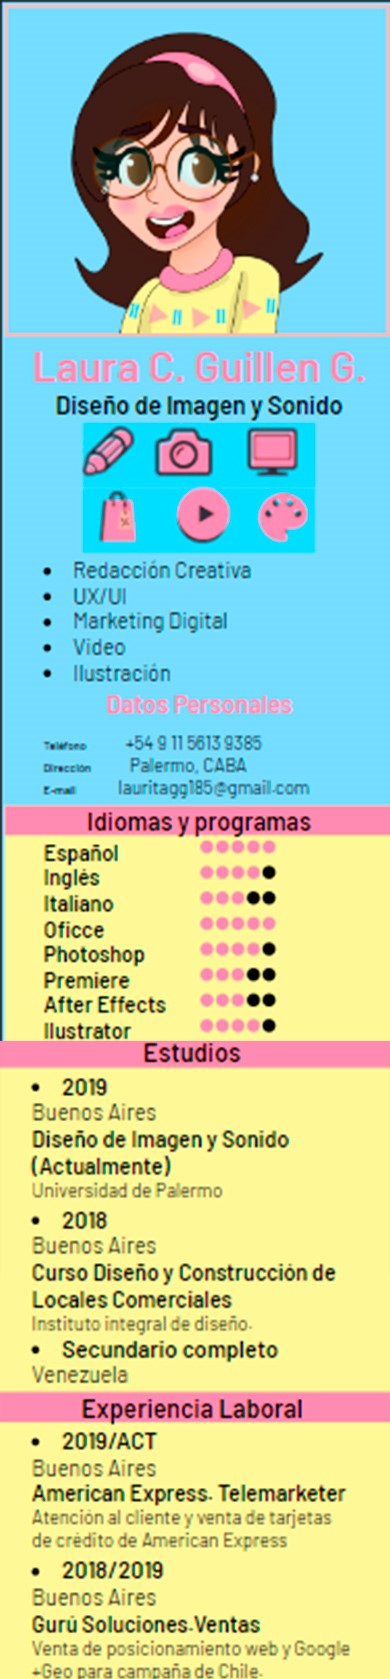 Laura C. Guillen G.
Diseño de Imagen y Sonido
%
• Redacción Creativa
• UX/UI
• Marketing Digital
• Video
• Ilustración
Datos Personales
Teléfono +54 9 11 5613 9385
Dirección Palermo, CABA
E-mail lauritagg185@gmail.com
Idiomas y programas
Español
Inglés
Italiano
Oficce
Photoshop
Premiere
After Effects
Ilustrator
Estudios
• 2019
Buenos Aires
Diseño de Imagen y Sonido
(Actualmente)
Universidad de Palermo
• 2018
Buenos Aires
Curso Diseño y Construcción de
Locales Comerciales
Instituto integral de diseño.
• Secundario completo
Venezuela
Experiencia Laboral
• 2019/ACT
Buenos Aires
American Express. Telemarketer
Atención al cliente y venta de tarjetas
de crédito de American Express
• 2018/2019
Buenos Aires
Gurú Soluciones.Ventas
Venta de posicionamiento web y Google
+Geo para campaña de Chile.